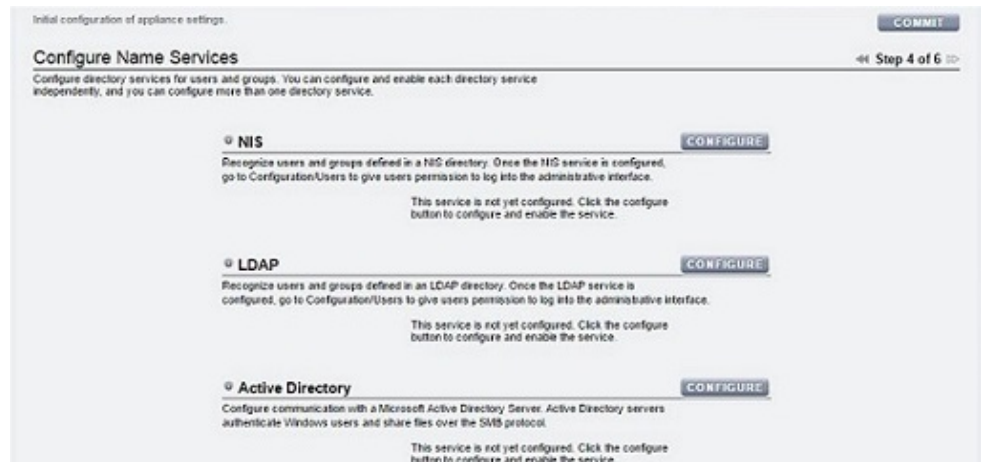 Initial configuration of appliance settings.
COMMIT
Configure Name Services
Step 4 of 6
Configure directory services for users and groups. You can configure and enable each directory service
independently, and you can configure more than one directory service.
NIS
CONFIGURE
Recognize users and groups defined in a NIS directory. Once the NIS service is configured,
go to Configuration/Users to give users permission to log into the administrative interface.
This service is not yet configured. Click the configure
button to configure and enable the service.
LDAP
CONFIGURE
Recognize users and groups defined in an LDAP directory. Once the LDAP service is
configured, go to Configuration/Users to give users permission to log into the administrative interface.
This service is not yet configured. Click the configure
button to configure and enable the service.
Active Directory
CONFIGURE
Configure communication with a Microsoft Active Directory Server. Active Directory servers
authenticate Windows users and share files over the SMB protocol.
This service is not yet configured. Click the configure
button to configure and enable the service.